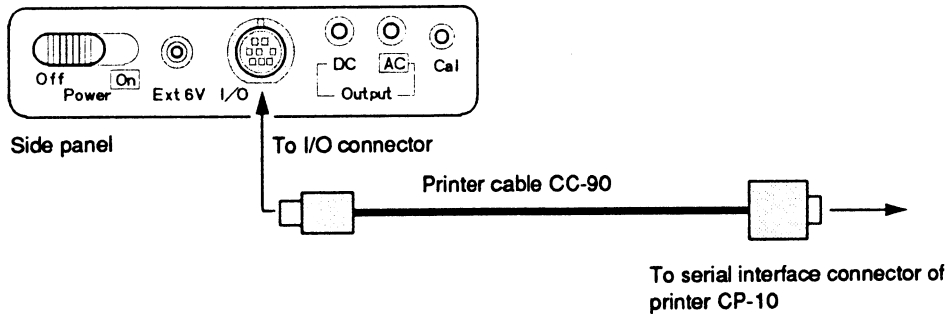 DC
AC
Cal
Off
On
Power
Ext 6V
I/O
Output
Side panel
To I/O connector
Printer cable CC-90
To serial interface connector of
printer CP-10